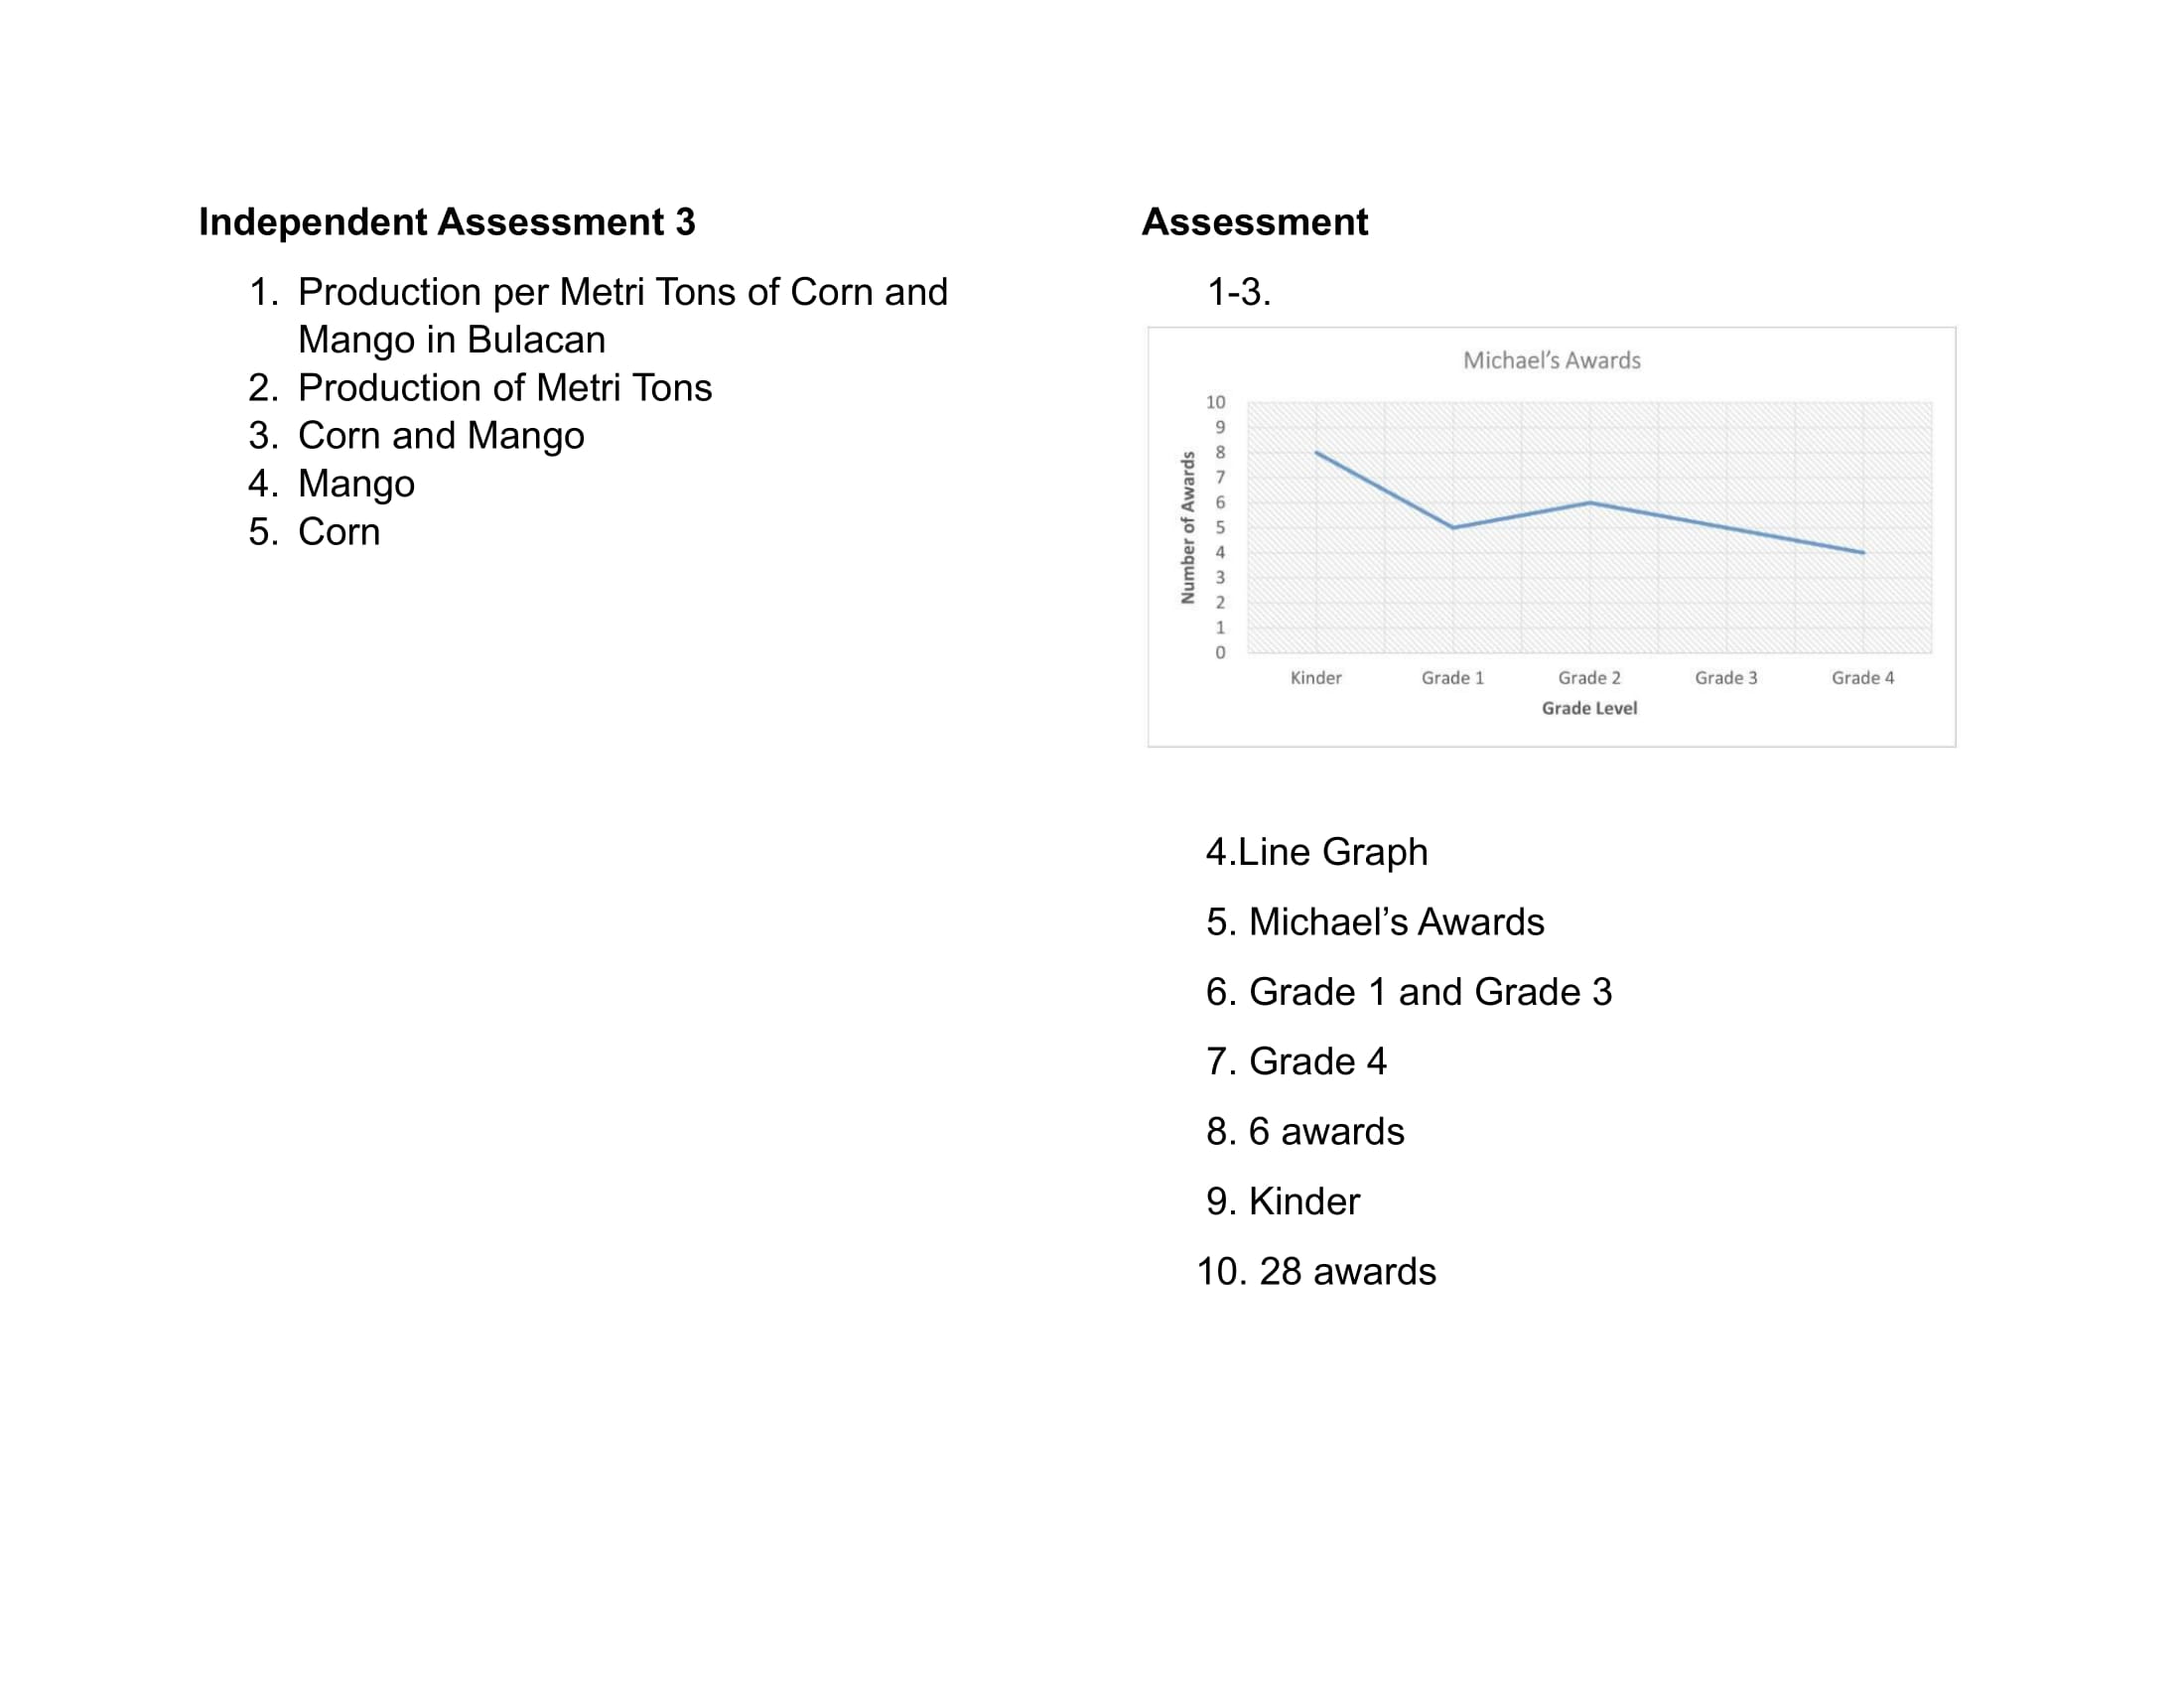 Independent Assessment 3
1. Production per Metri Tons of Corn and
Mango in Bulacan
2. Production of Metri Tons
3. Corn and Mango
4. Mango
5. Corn
Assessment
1-3.
Michael’s Awards
Number of Awards
10
9
8
7
6
5
4
3
2
1
0
Kinder Grade 1 Grade 2 Grade 3 Grade 4
Grade Level
4.Line Graph
5. Michael’s Awards
6. Grade 1 and Grade 3
7. Grade 4
8. 6 awards
9. Kinder
10. 28 awards